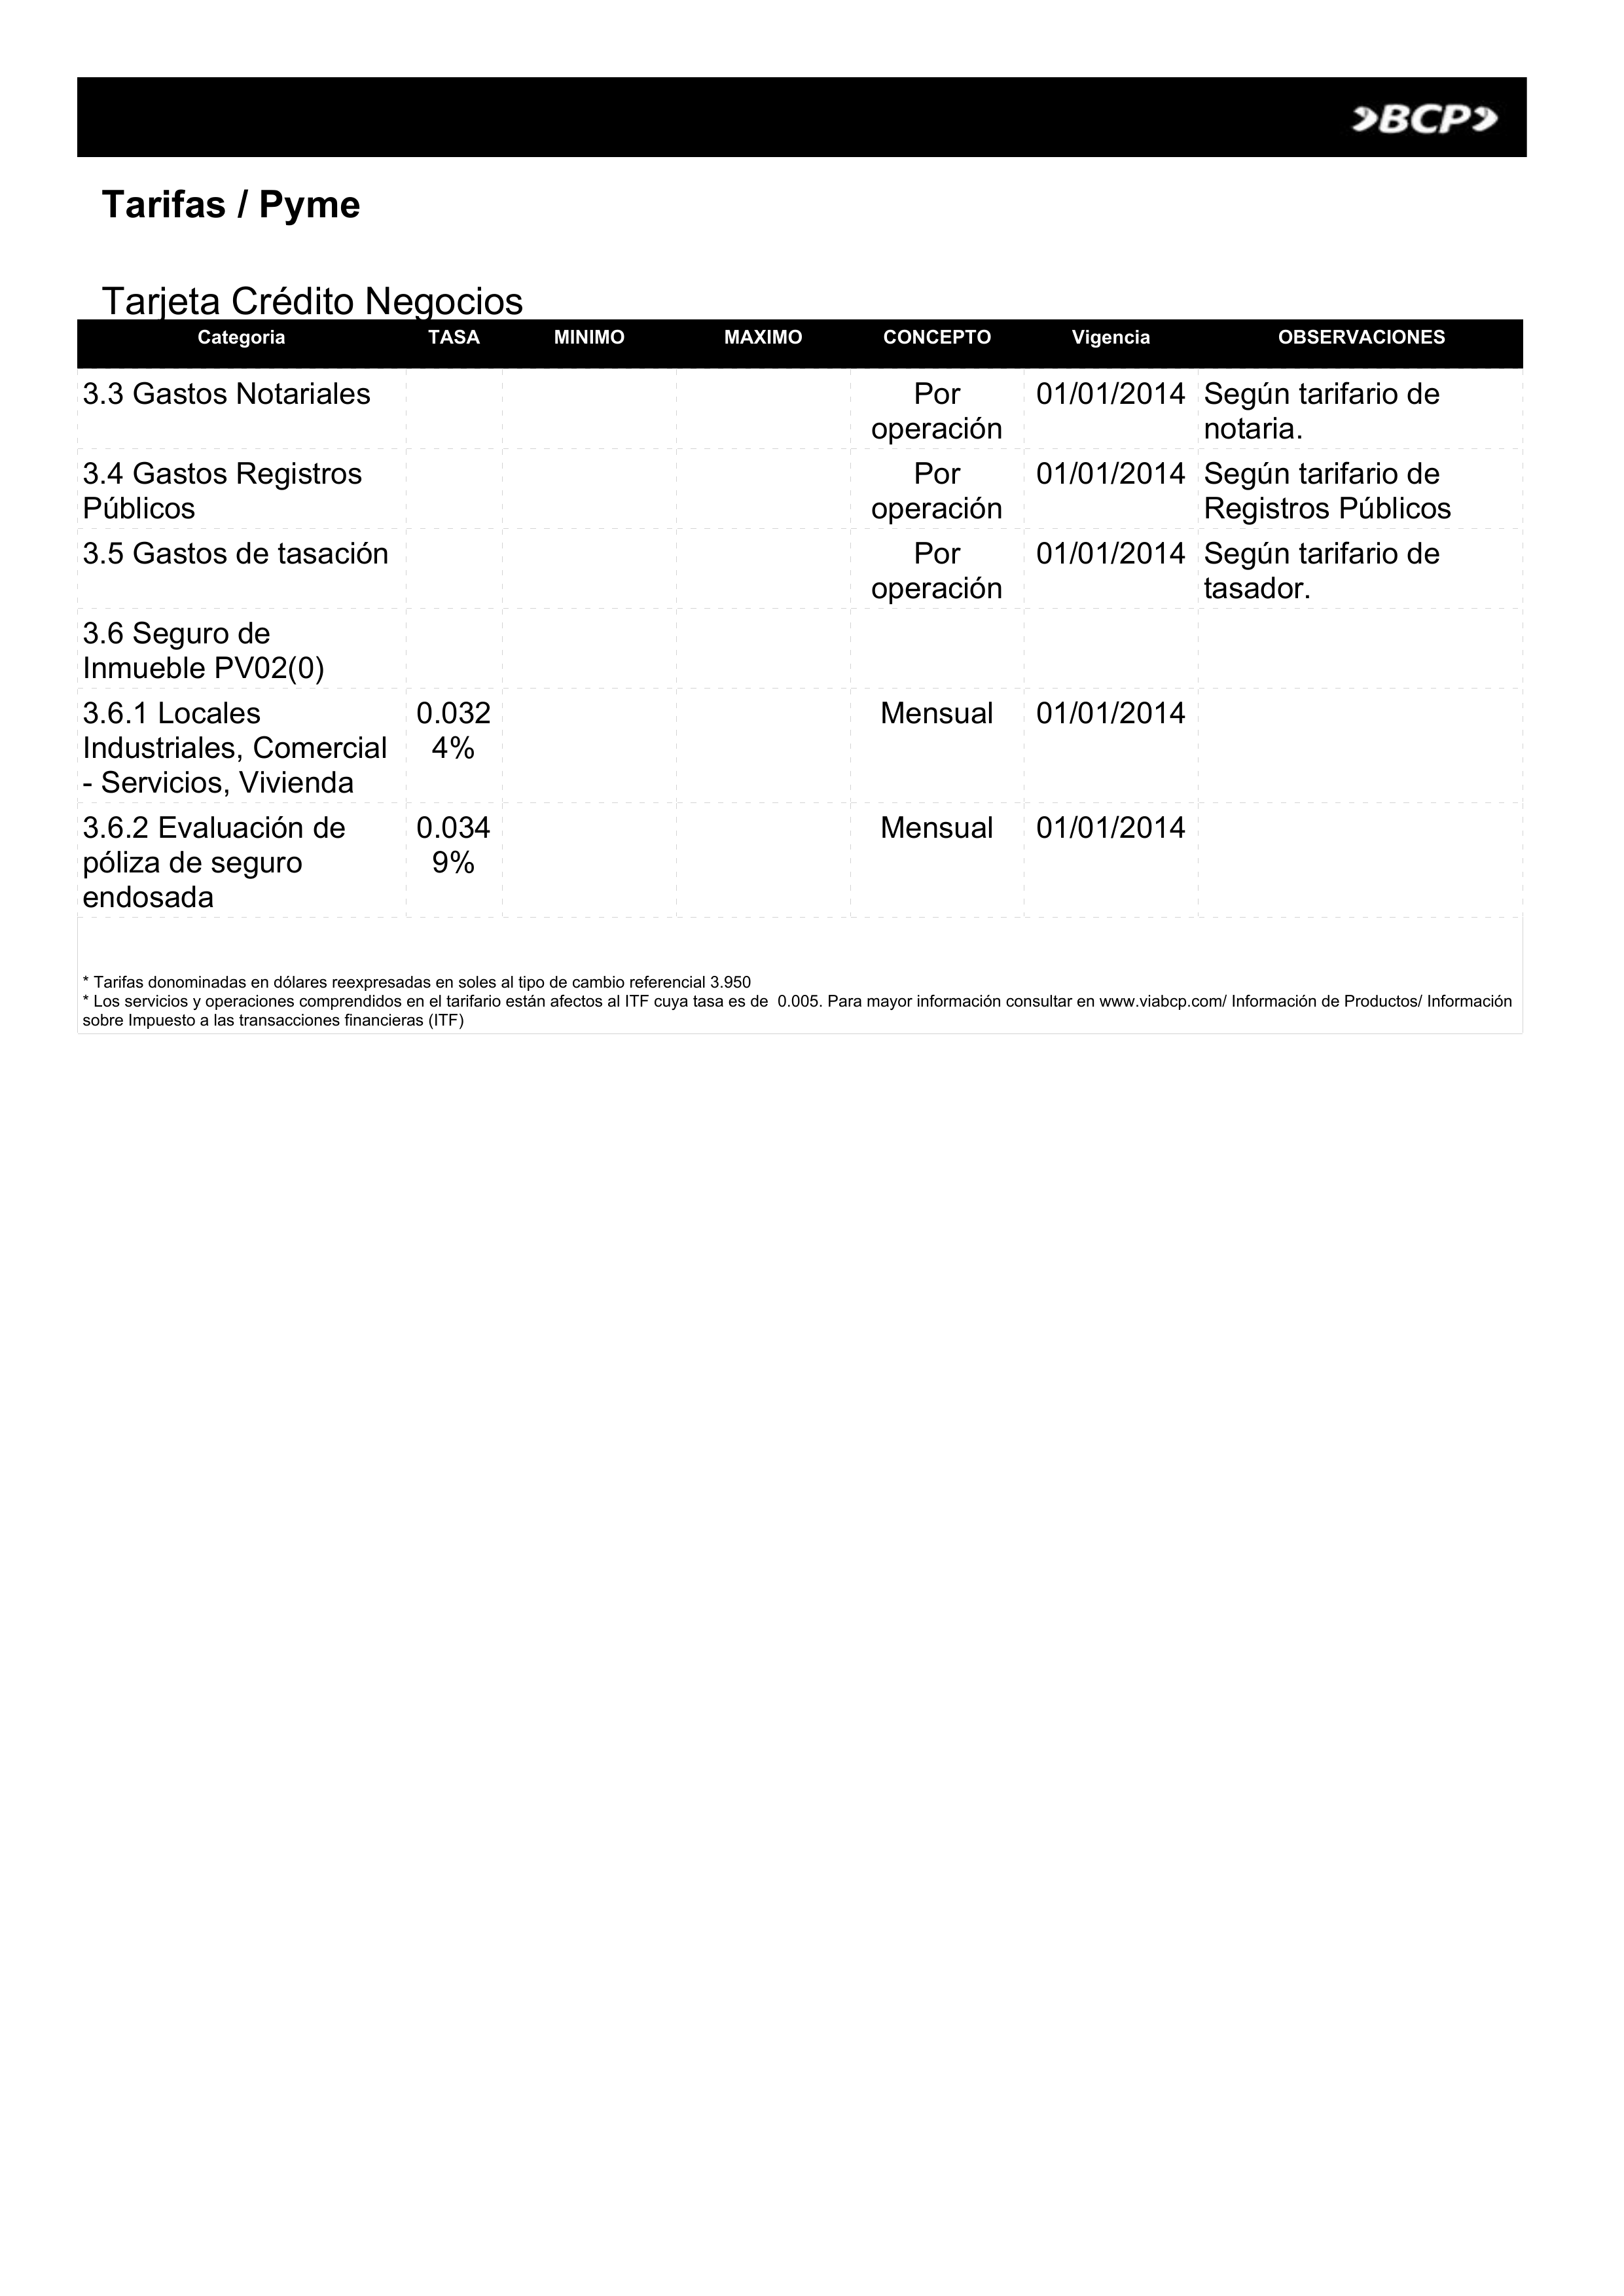 BCP
Tarifas / Pyme
Tarjeta Crédito Negocios
Categoria TASA MINIMO MAXIMO CONCEPTO Vigencia OBSERVACIONES
3.3 Gastos Notariales Por 01/01/2014 Según tarifario de
operación notaria.
3.4 Gastos Registros Por 01/01/2014 Según tarifario de
Públicos operación Registros Públicos
3.5 Gastos de tasación Por 01/01/2014 Según tarifario de
operación tasador.
3.6 Seguro de
Inmueble PV02(0)
3.6.1 Locales 0.032 Mensual 01/01/2014
Industriales, Comercial 4%
- Servicios, Vivienda
3.6.2 Evaluación de 0.034 Mensual 01/01/2014
póliza de seguro 9%
endosada
* Tarifas donominadas en dólares reexpresadas en soles al tipo de cambio referencial 3.950
* Los servicios y operaciones comprendidos en el tarifario están afectos al ITF cuya tasa es de  0.005. Para mayor información consultar en www.viabcp.com/ Información de Productos/ Información
sobre Impuesto a las transacciones financieras (ITF)